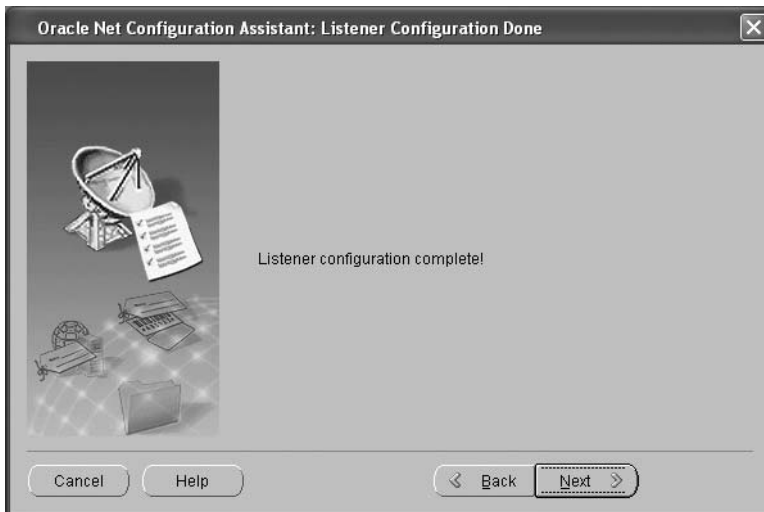 Oracle Net Configuration Assistant: Listener Configuration Done
Listener configuration complete!
Cancel
Help
Back
Next